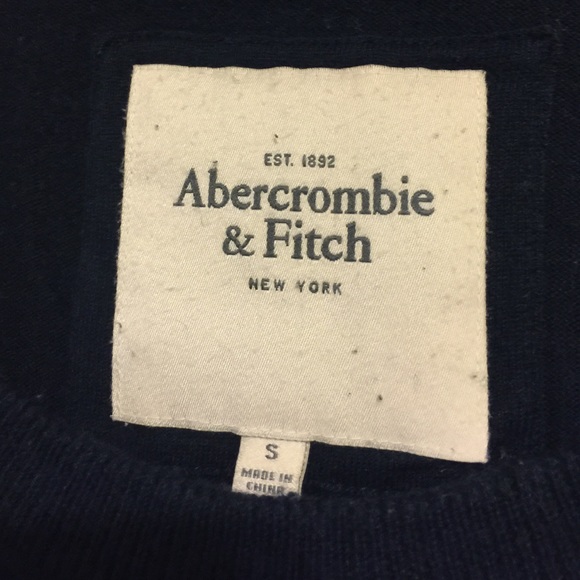 EST. 1892
Abercrombie
& Fitch
NEW YORK
S
MADE IN
CHINA